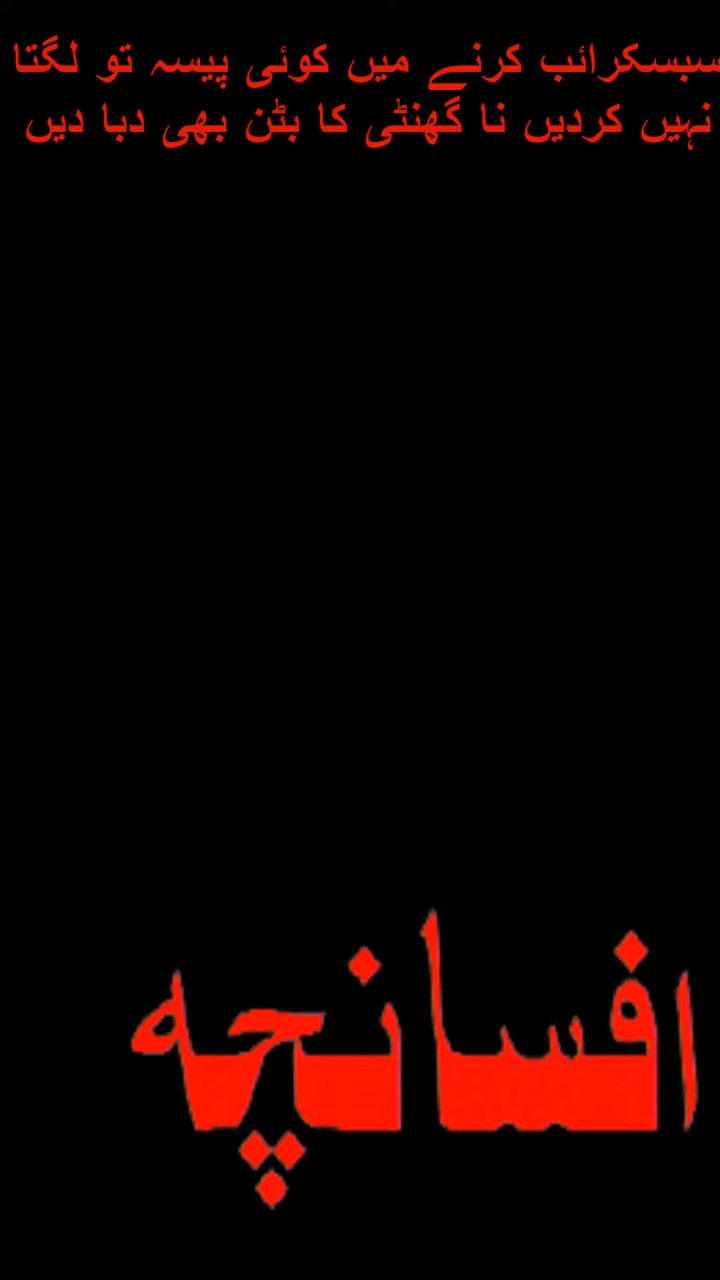 سبسکرائب کرنے میں کوئی پیسہ تو لگتا
نہیں کردیں نا گھنٹی کا بٹن بھی دبا دیں
افسانچہ